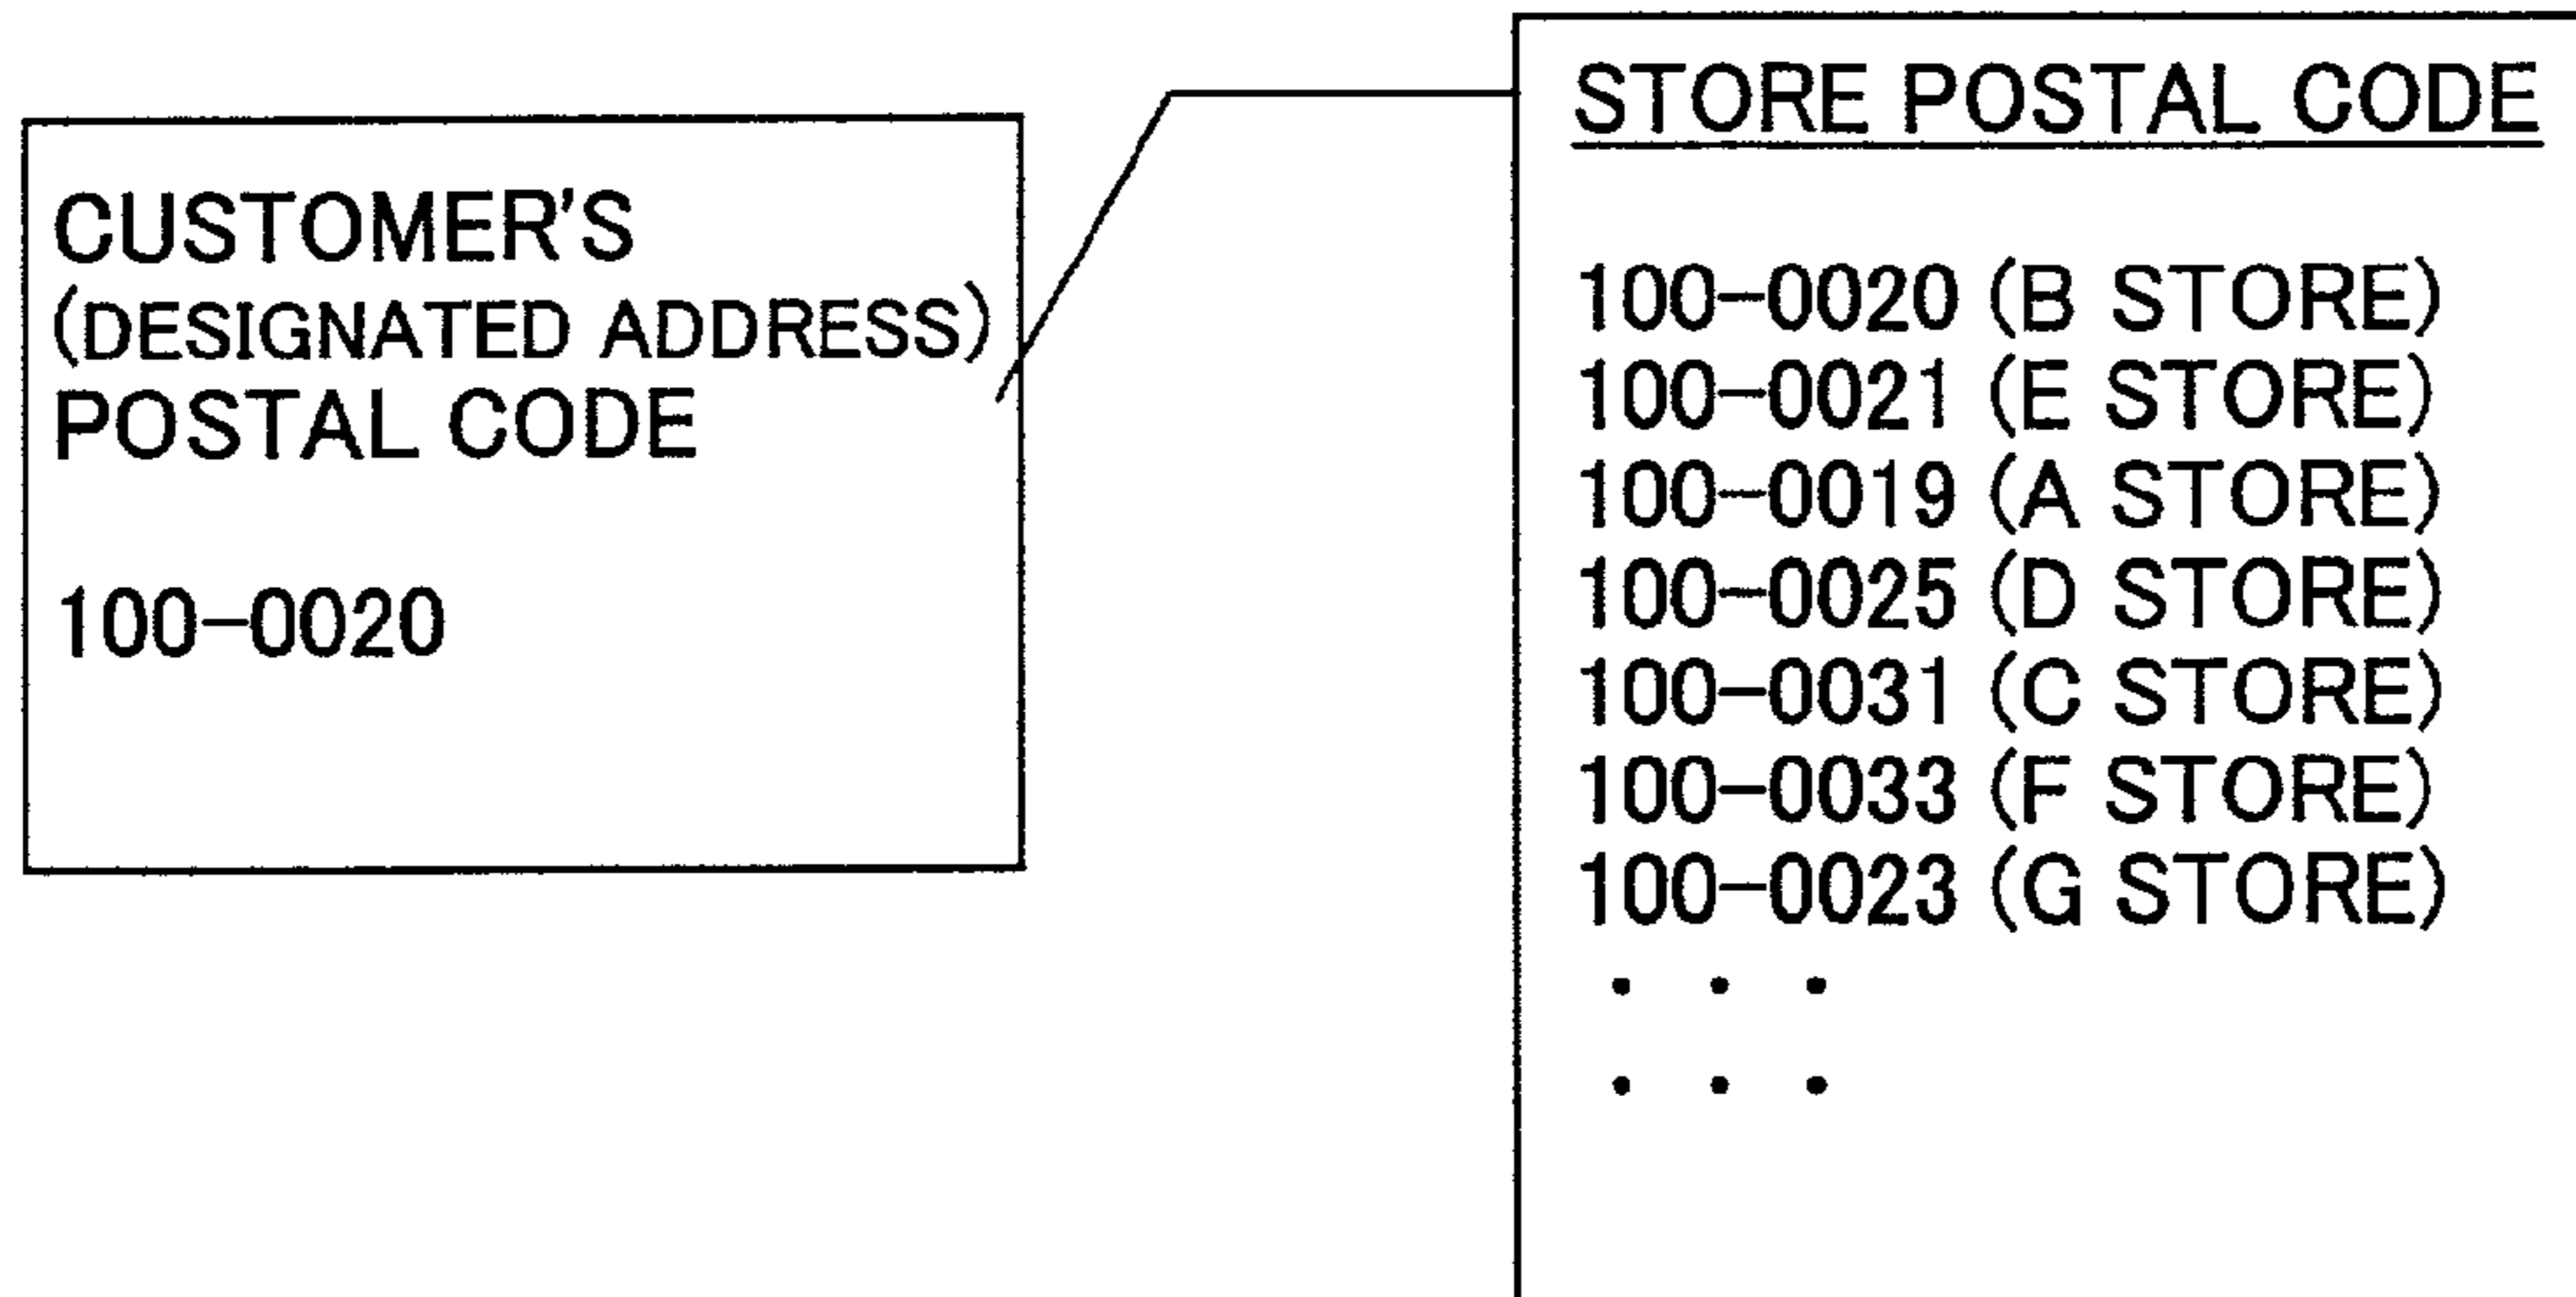 CUSTOMER'S
(DESIGNATED ADDRESS)
POSTAL CODE
100-0020
STORE POSTAL CODE
100-0020 (B STORE)
100-0021 (E STORE)
100-0019 (A STORE)
100-0025 (D STORE)
100-0031 (C STORE)
100-0033 (F STORE)
100-0023 (G STORE)
· · ·
· · ·